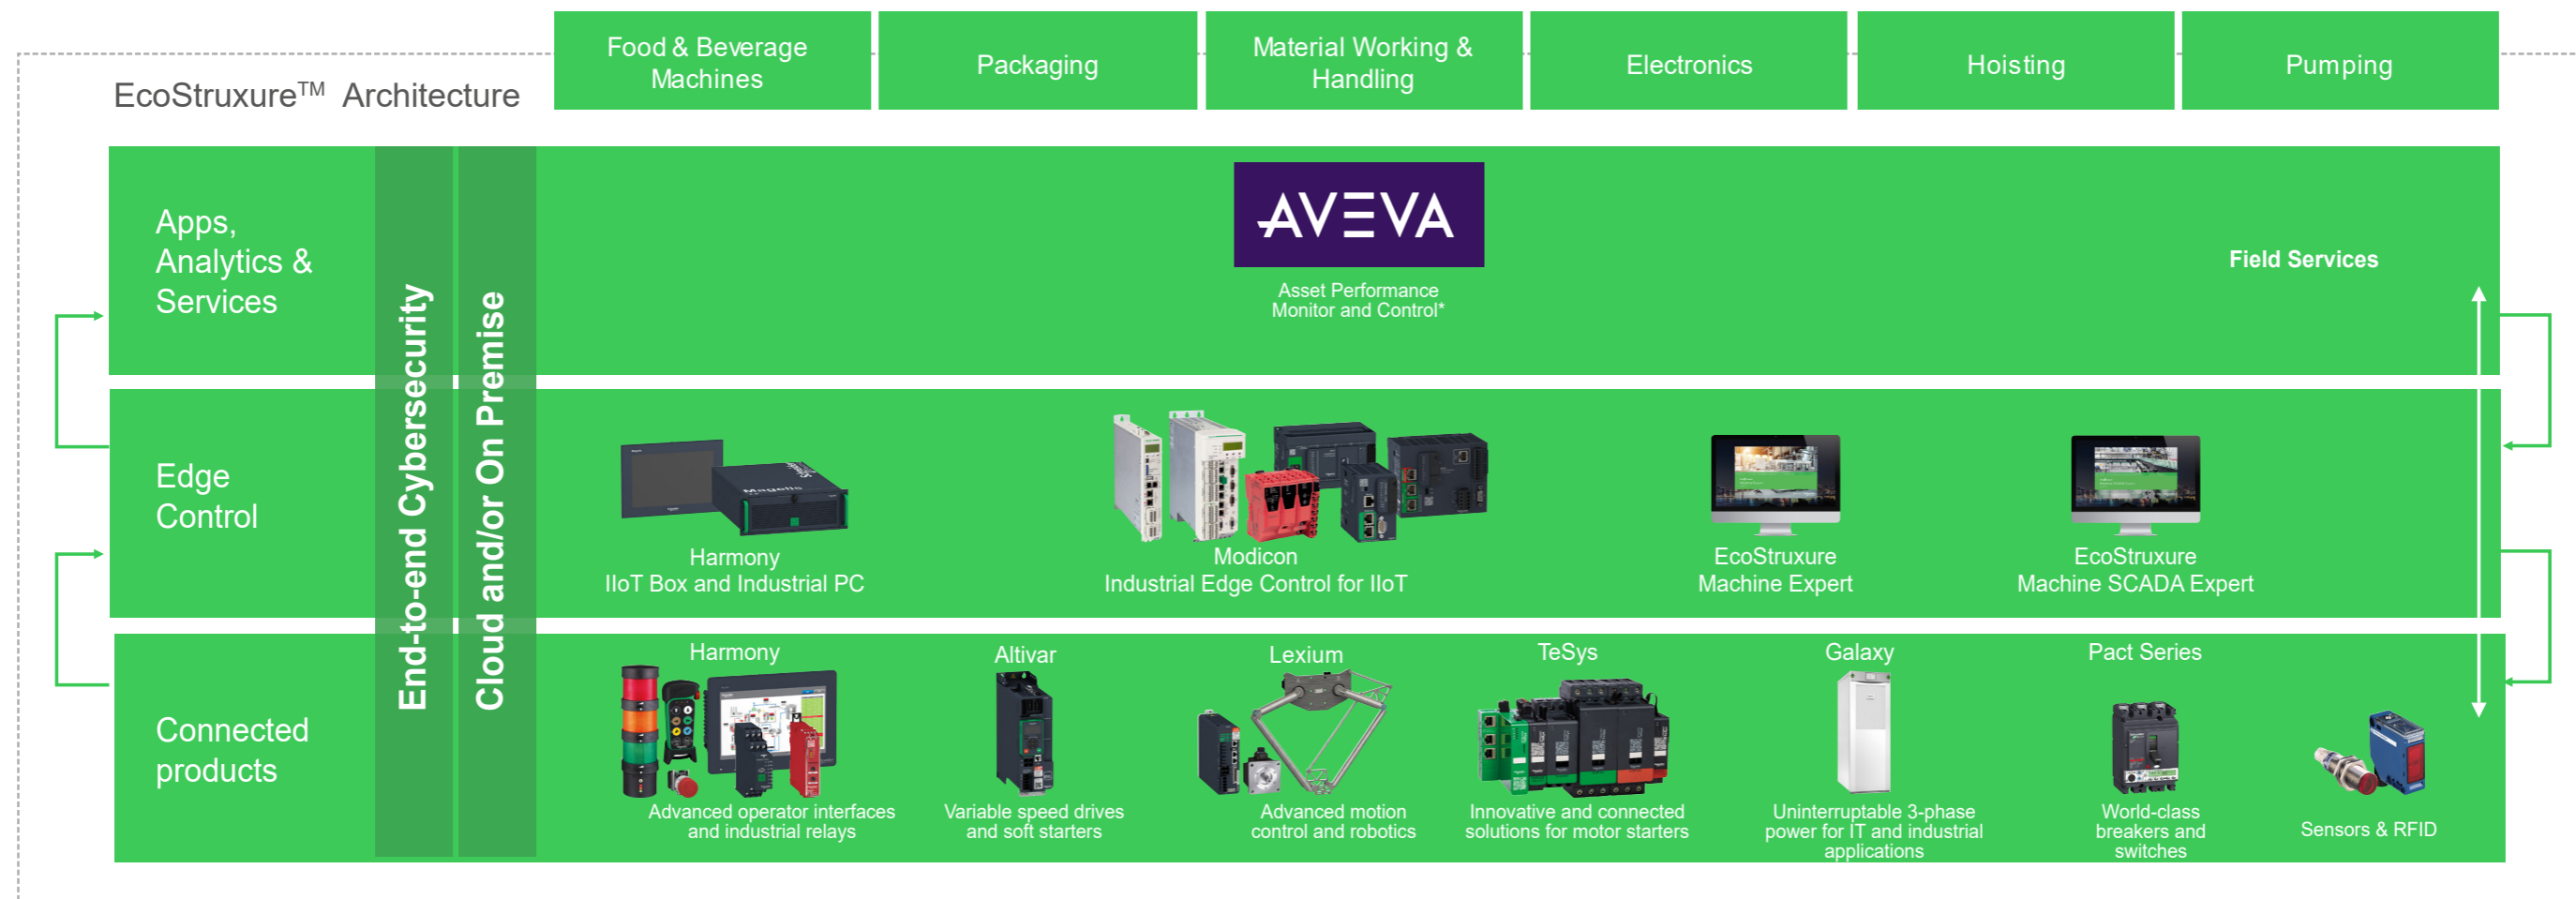 Food & Beverage
Machines
Packaging
Material Working &
Handling
Electronics
Hoisting
Pumping
EcoStruxure™ Architecture
Apps,
Analytics &
Services
End-to-end Cybersecurity
Cloud and/or On Premise
AVEVA
Asset Performance
Monitor and Control*
Field Services
Edge
Control
Magelis
Harmony
IIoT Box and Industrial PC
Modicon
Industrial Edge Control for IIoT
EcoStruxure
Machine Expert
EcoStruxure
Machine SCADA Expert
Connected
products
Harmony
Advanced operator interfaces
and industrial relays
Altivar
Variable speed drives
and soft starters
Lexium
Advanced motion
control and robotics
TeSys
Innovative and connected
solutions for motor starters
Galaxy
Uninterruptable 3-phase
power for IT and industrial
applications
Pact Series
World-class
breakers and
switches
Sensors & RFID